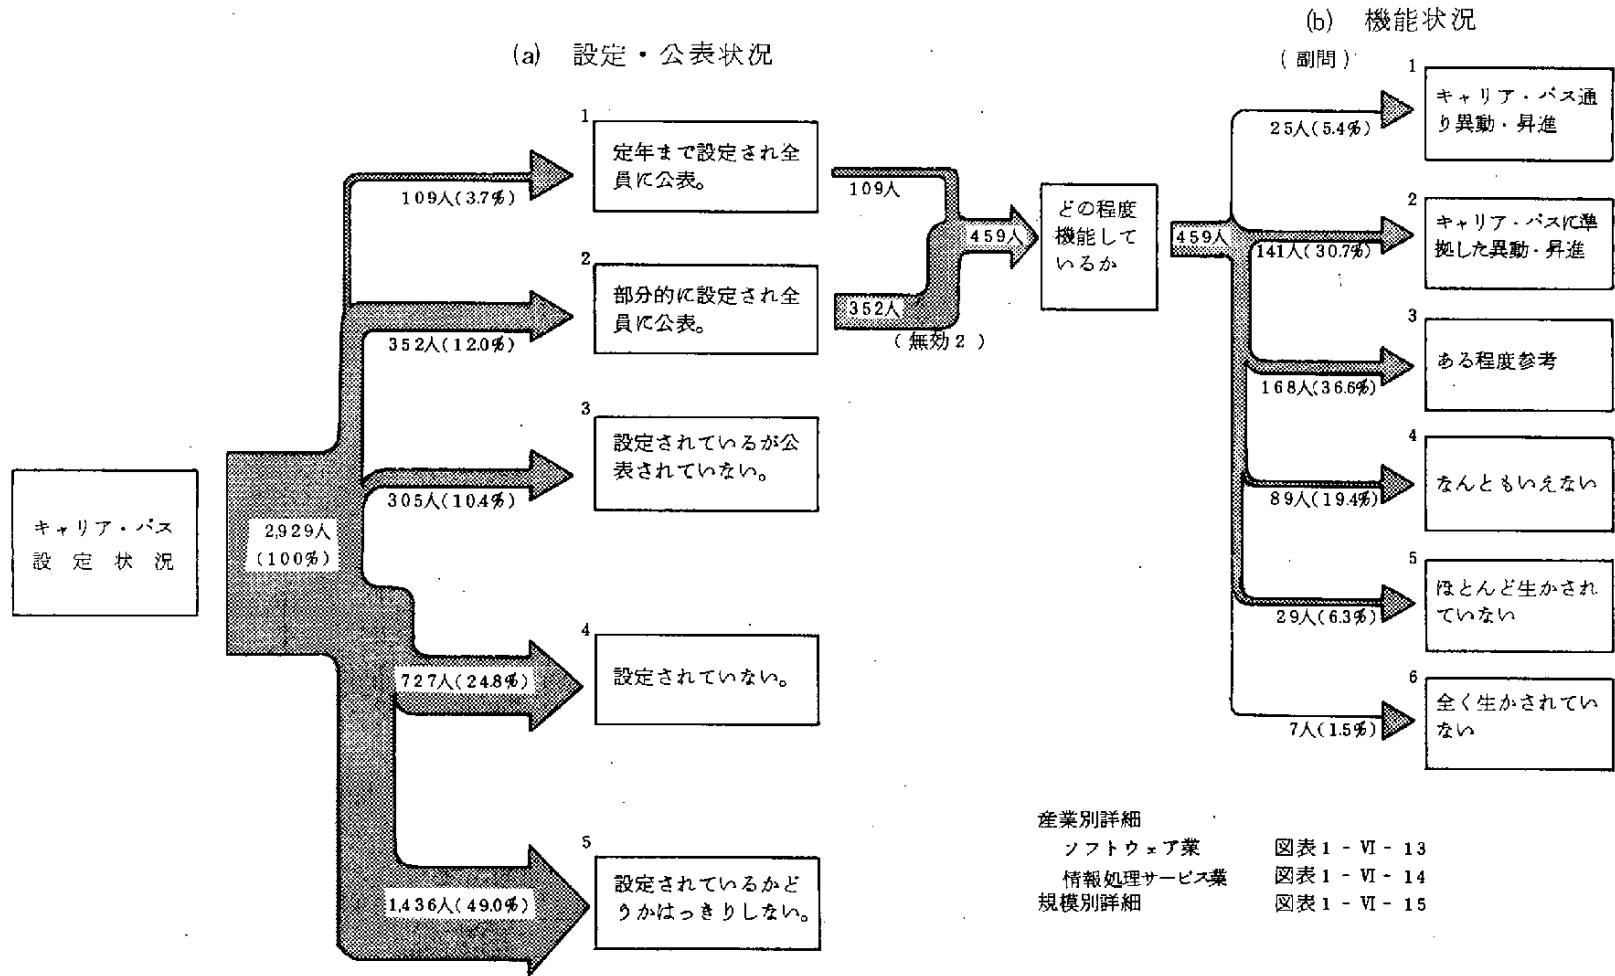 (a) 設定・公表状況
キャリア・パス
設定状況
2,929人
(100%)
109人(3.7%)
1
定年まで設定され全
員に公表。
352人(12.0%)
2
部分的に設定され全
員に公表。
305人(10.4%)
3
設定されているが公
表されていない。
727人(24.8%)
4
設定されていない。
1,436人(49.0%)
5
設定されているかど
うかはっきりしない。
109人
352人
(無効2)
459人
どの程度
機能して
いるか
(b) 機能状況
(副問)
459人
25人(5.4%)
1
キャリア・パス通
り異動・昇進
141人(30.7%)
2
キャリア・パスに準
拠した異動・昇進
168人(36.6%)
3
ある程度参考
89人(19.4%)
4
なんともいえない
29人(6.3%)
5
ほとんど生かされ
ていない
7人(1.5%)
6
全く生かされてい
ない
産業別詳細
ソフトウェア業 図表1-Ⅵ-13
情報処理サービス業 図表1-Ⅵ-14
規模別詳細 図表1-Ⅵ-15